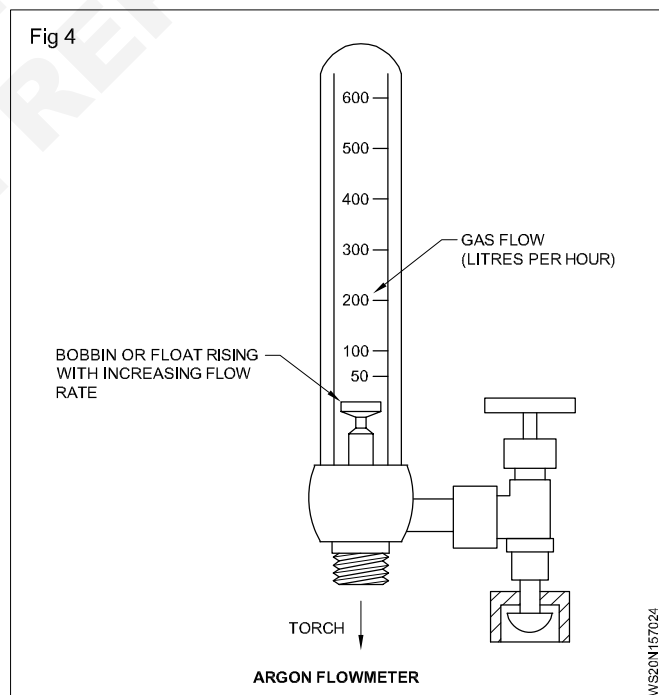 Fig 4
600
500
400
300
200
100
50
GAS FLOW
(LITRES PER HOUR)
BOBBIN OR FLOAT RISING
WITH INCREASING FLOW
RATE
TORCH
ARGON FLOWMETER
WS20N157024